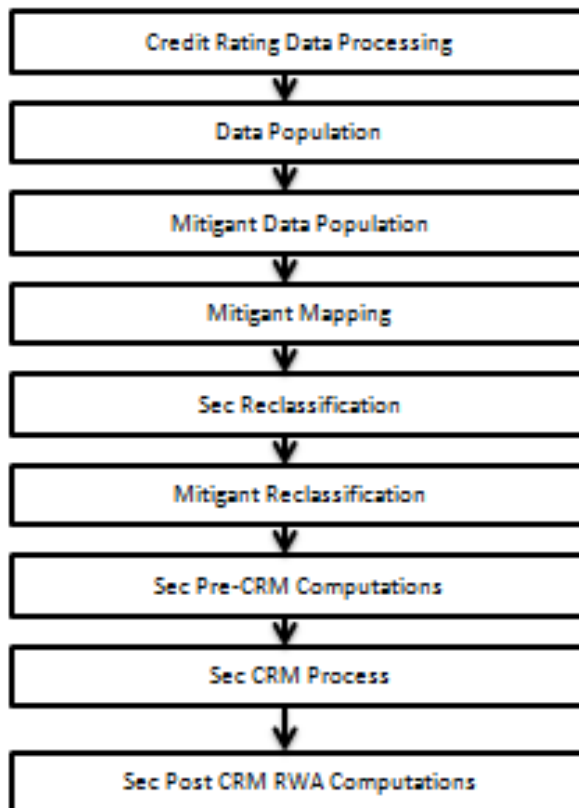 Credit Rating Data Processing
Data Population
Mitigant Data Population
Mitigant Mapping
Sec Reclassification
Mitigant Reclassification
Sec Pre-CRM Computations
Sec CRM Process
Sec Post CRM RWA Computations